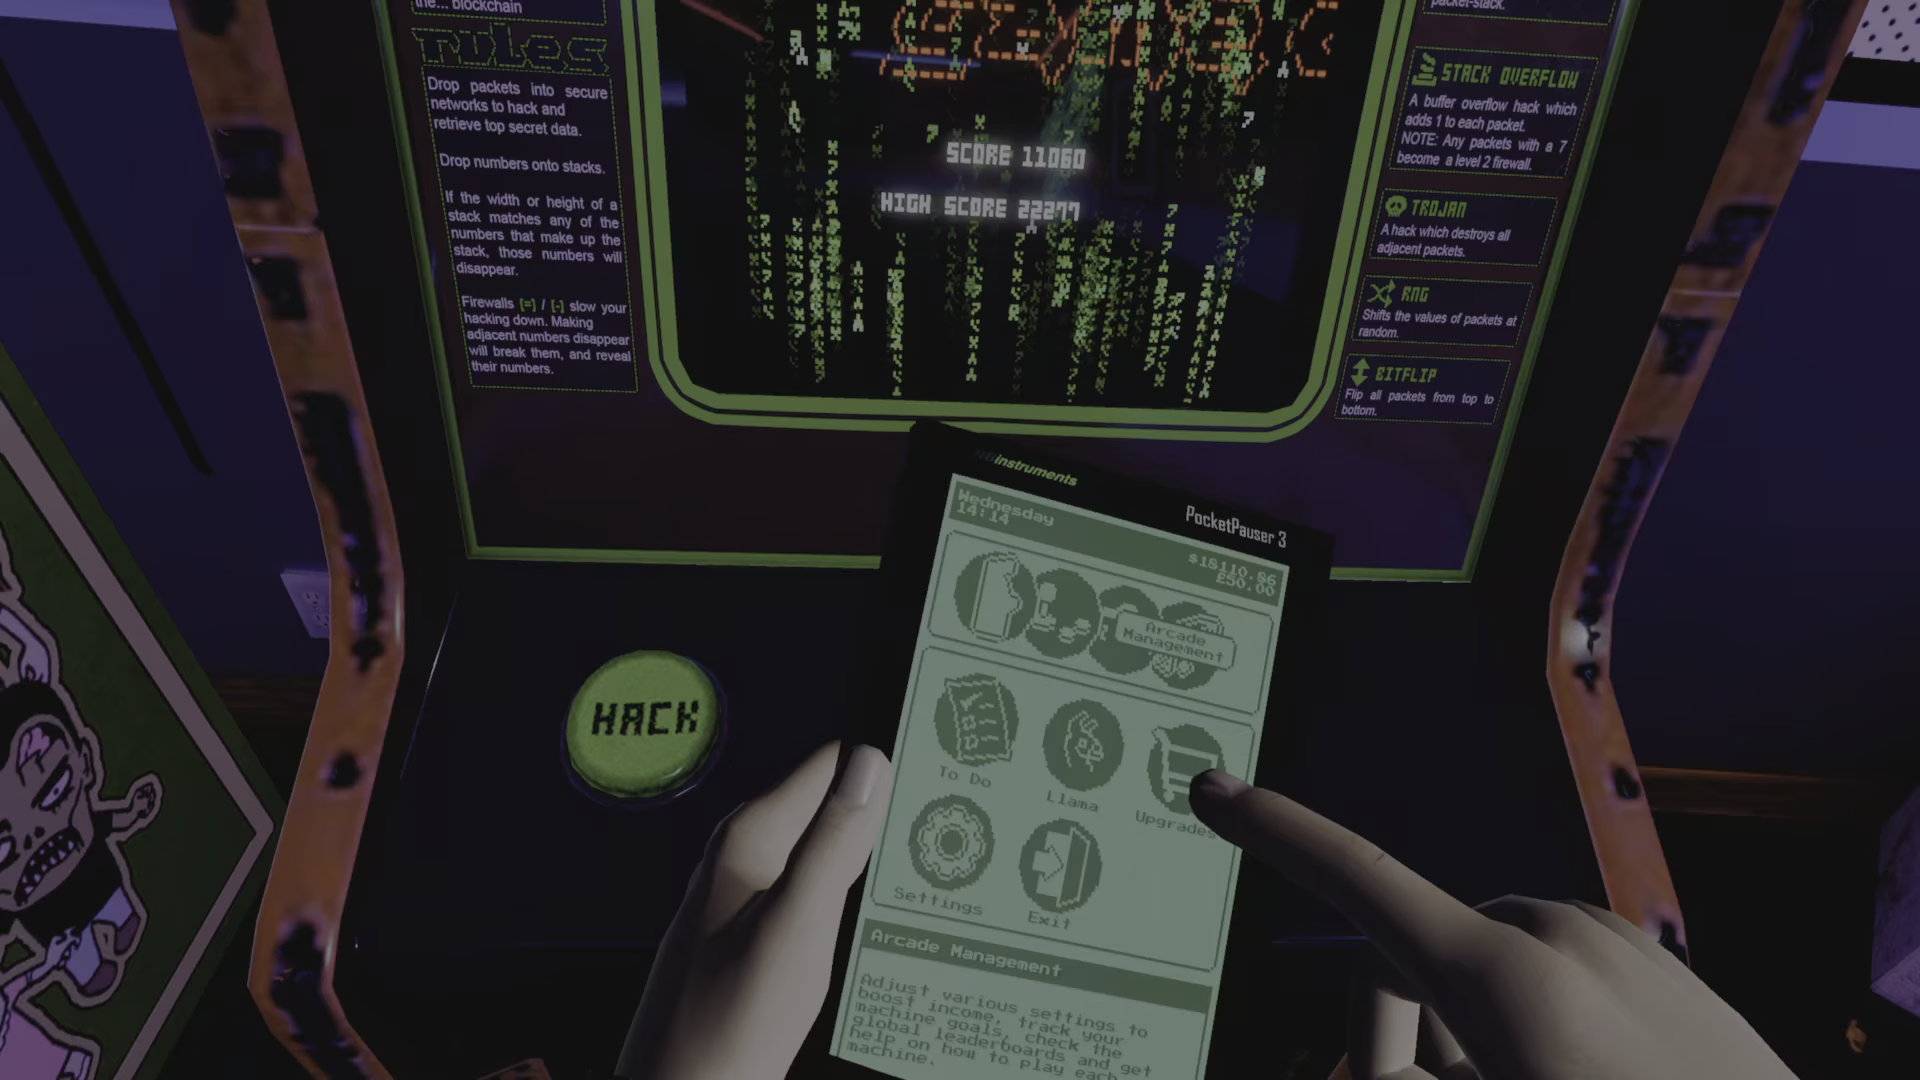 the... blockchain
RULES
Drop packets into secure
networks to hack and
retrieve top secret data.
Drop numbers onto stacks.
If the width or height of a
stack matches any of the
numbers that make up the
stack, those numbers will
disappear.
Firewalls [=] / [-] slow your
hacking down. Making
adjacent numbers disappear
will break them, and reveal
their numbers.
SCORE 11060
HIGH SCORE 22277
packet-stack.
STACK OVERFLOW
A buffer overflow hack which
adds 1 to each packet.
NOTE: Any packets with a 7
become a level 2 firewall.
TROJAN
A hack which destroys all
adjacent packets.
RNG
Shifts the values of packets at
random.
BITFLIP
Flip all packets from top to
bottom.
HACK
instruments
PocketPauser 3
Wednesday
14:14
$18110.86
£50.00
Arcade
Management
To Do
Llama
Upgrades
Settings
Exit
Arcade Management
Adjust various settings to
boost income, track your
machine goals, check the
global leaderboards and get
help on how to play each
machine.